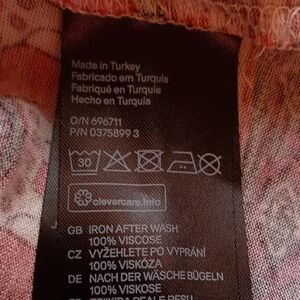 Made in Turkey
Fabricado em Turquia
Fabriqué en Turquie
Hecho en Turquía
O/N 696711
P/N 0375899 3
30
clevercare.info
GB IRON AFTER WASH
100% VISCOSE
CZ VYŽEHLETE PO VYPRÁNÍ
100% VISKÓZA
DE NACH DER WÄSCHE BÜGELN
100% VISKOSE